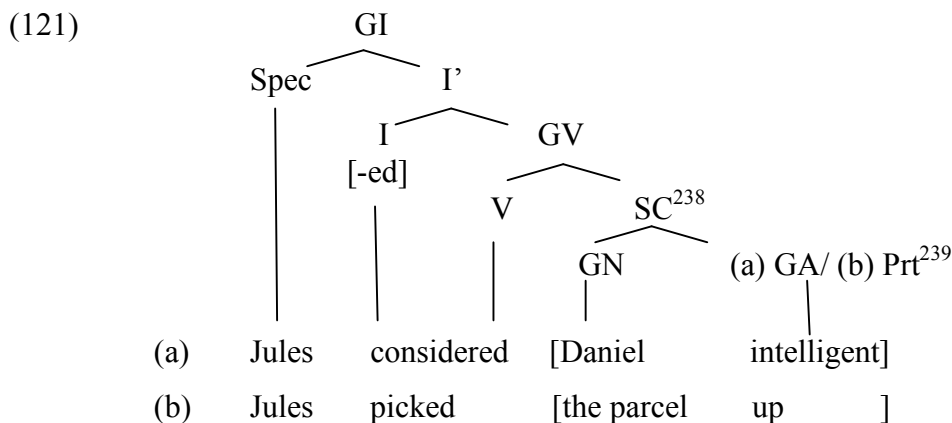 (121) GI
Spec I’
I GV
[-ed]
V SC238
GN (a) GA/ (b) Prt239
(a) Jules considered [Daniel intelligent]
(b) Jules picked [the parcel up ]